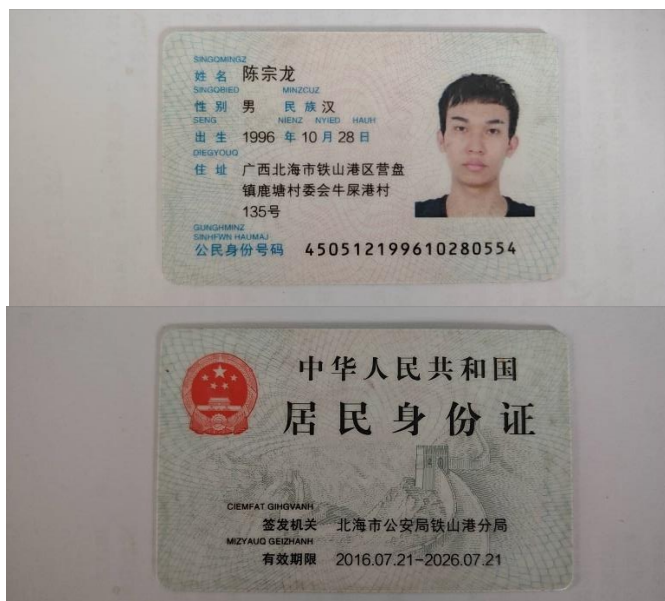 SINGQMINGZ
姓 名 陈宗龙
SINGQBIED MINZCUZ
性 别 男 民 族 汉
SENG NIENZ NYIED HAUH
出 生 1996 年 10 月 28 日
DIEGYOUQ
住 址 广西北海市铁山港区营盘
镇鹿塘村委会牛屎港村
135号
GUNGHMINZ
SINHFWN HAUMAJ
公民身份号码 450512199610280554
中华人民共和国
居民身份证
CIEMFAT GIHGVANH
签发机关 北海市公安局铁山港分局
MIZYAUQ GEIZHANH
有效期限 2016.07.21-2026.07.21